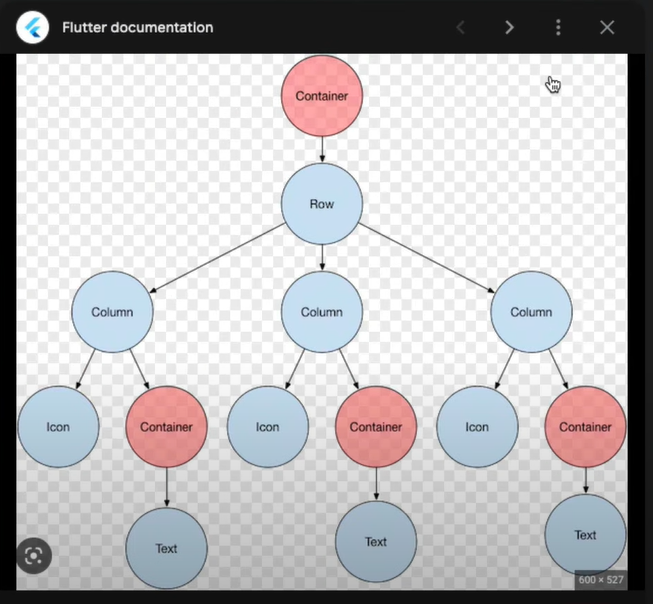 Flutter documentation
Container
Row
Column Column Column
Icon Container Icon Container Icon Container
Text Text Text
600 × 527